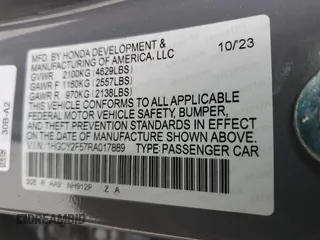 MFD. BY HONDA DEVELOPMENT &
MANUFACTURING OF AMERICA, LLC
10/23
GVWR 2100KG (4629LBS)
GAWR F 1160KG (2557LBS)
GAWR R 970KG (2138LBS)
THIS VEHICLE CONFORMS TO ALL APPLICABLE
FEDERAL MOTOR VEHICLE SAFETY, BUMPER,
AND THEFT PREVENTION STANDARDS IN EFFECT
ON THE DATE OF MANUFACTURE SHOWN ABOVE.
V.I.N. 1HGCY2F57RA017889
TYPE: PASSENGER CAR
30B R AA9 NH912P Z A
30B-A2